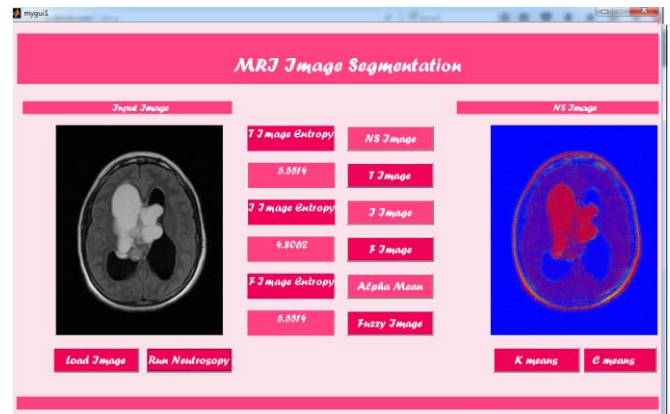 mygui1
MRI Image Segmentation
Input Image
NS Image
T Image Entropy
NS Image
5.5514
T Image
I Image Entropy
I Image
4.8062
F Image
F Image Entropy
Alpha Mean
5.5514
Fuzzy Image
Load Image
Run Neutrosopy
K means
C means